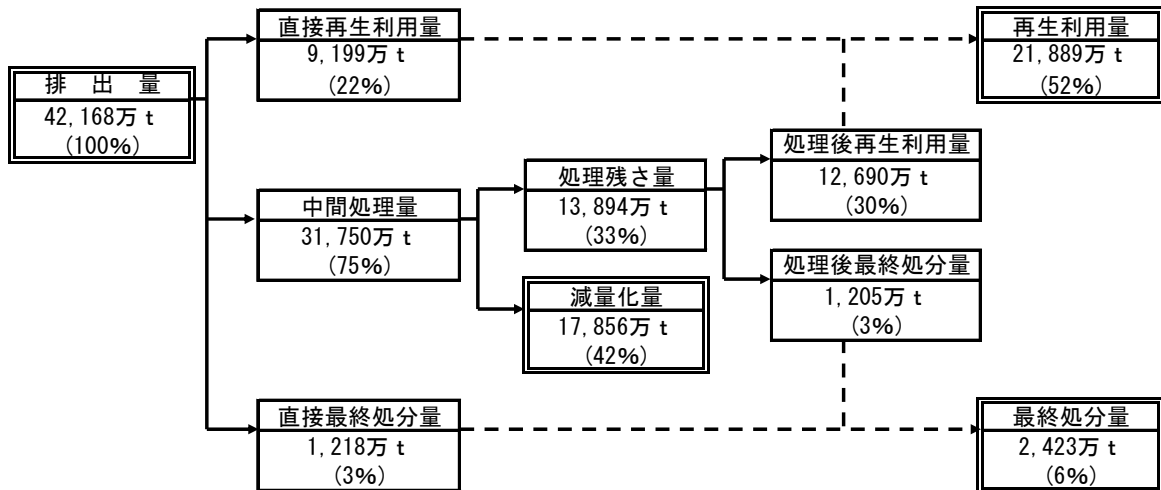 排 出 量
42,168万 t
(100%)
直接再生利用量
9,199万 t
(22%)
中間処理量
31,750万 t
(75%)
直接最終処分量
1,218万 t
(3%)
処理残さ量
13,894万 t
(33%)
減量化量
17,856万 t
(42%)
処理後再生利用量
12,690万 t
(30%)
処理後最終処分量
1,205万 t
(3%)
再生利用量
21,889万 t
(52%)
最終処分量
2,423万 t
(6%)